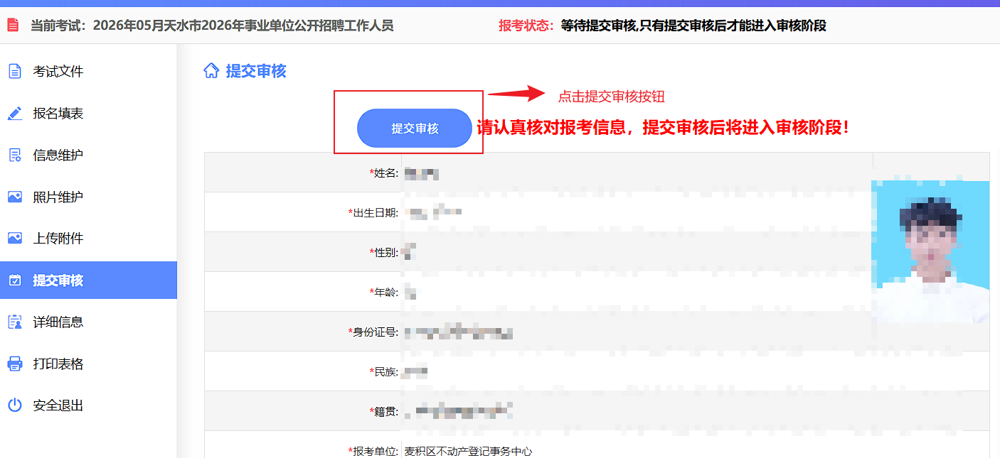 当前考试：2026年05月天水市2026年事业单位公开招聘工作人员
报考状态：等待提交审核,只有提交审核后才能进入审核阶段
考试文件
报名填表
信息维护
照片维护
上传附件
提交审核
详细信息
打印表格
安全退出
提交审核
点击提交审核按钮
提交审核
请认真核对报考信息，提交审核后将进入审核阶段！
*姓名:
*出生日期:
*性别:
*年龄:
*身份证号:
*民族:
*籍贯:
*报考单位: 麦积区不动产登记事务中心